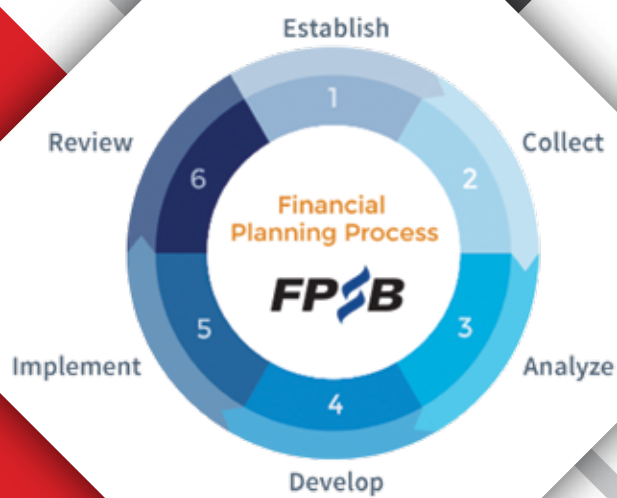 Establish
1
Collect
2
Analyze
3
Develop
4
Implement
5
Review
6
Financial
Planning Process
FPSB